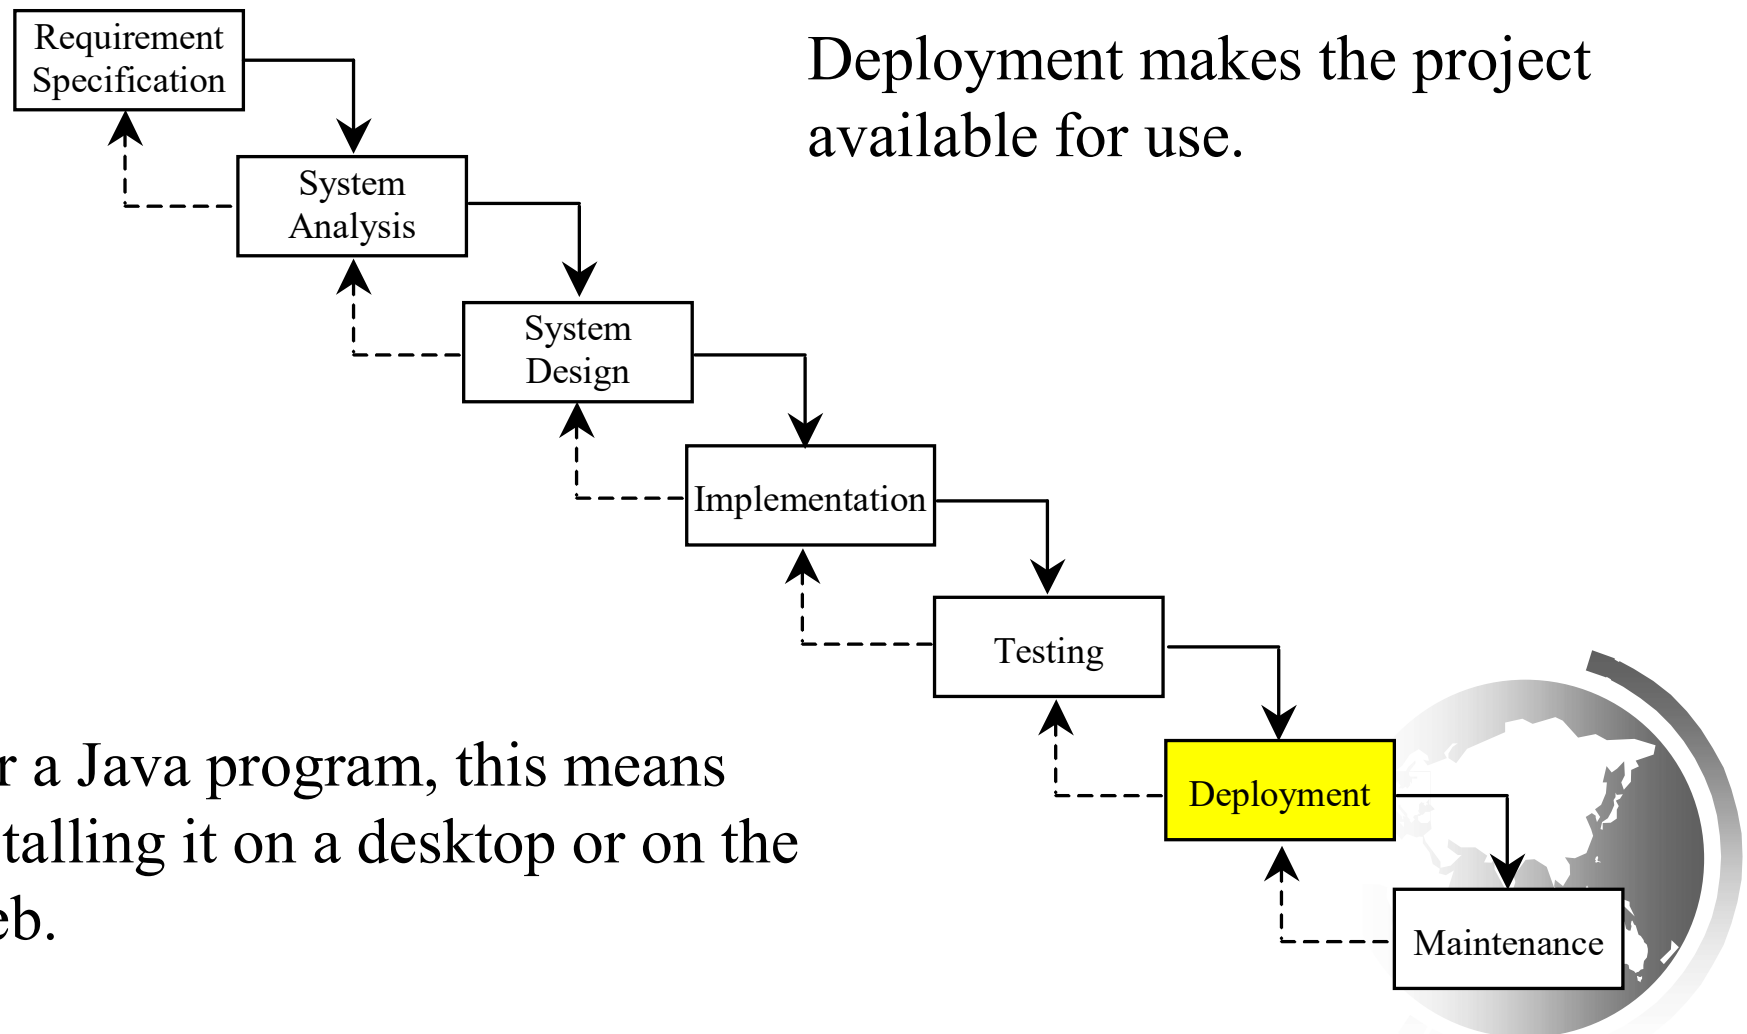 Requirement
Specification
Deployment makes the project
available for use.
System
Analysis
System
Design
Implementation
Testing
r a Java program, this means
talling it on a desktop or on the
eb.
Deployment
Maintenance